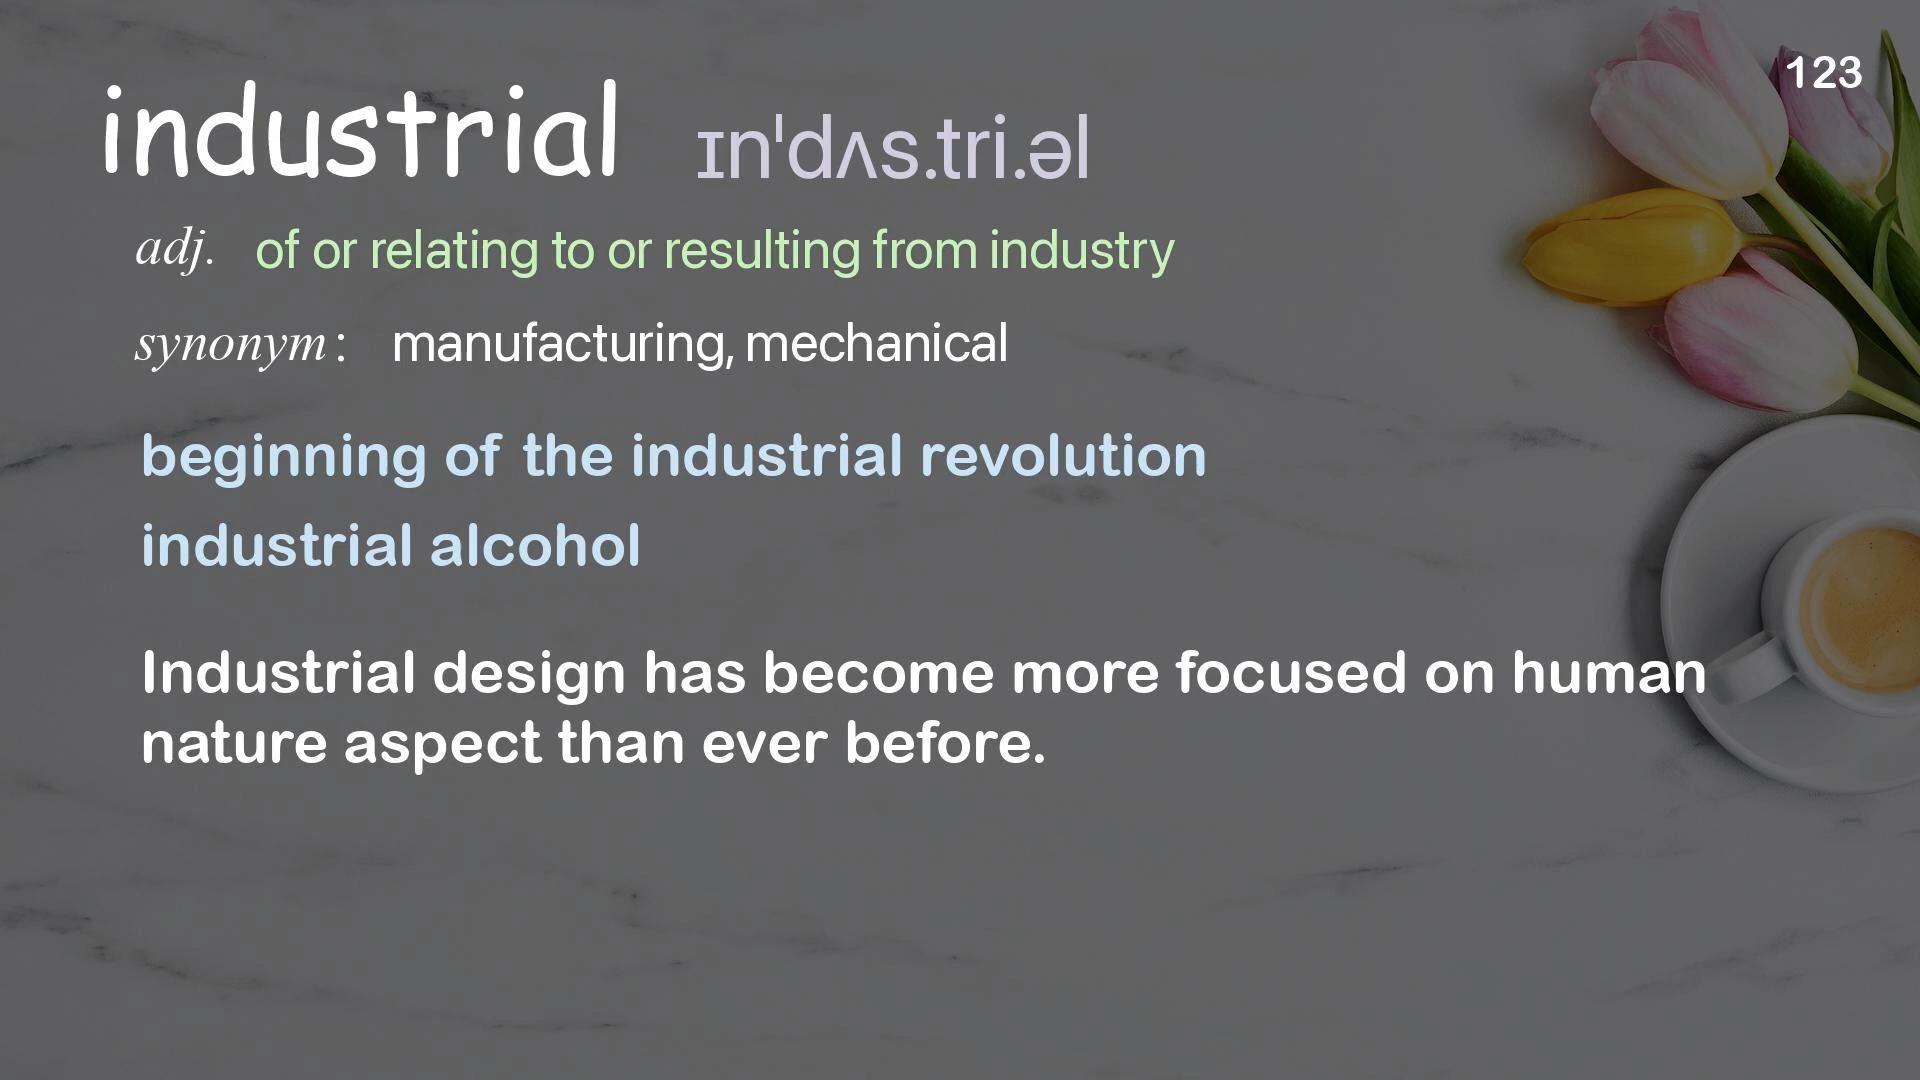 123
industrial ɪnˈdʌs.tri.əl
adj. of or relating to or resulting from industry
synonym: manufacturing, mechanical
beginning of the industrial revolution
industrial alcohol
Industrial design has become more focused on human
nature aspect than ever before.